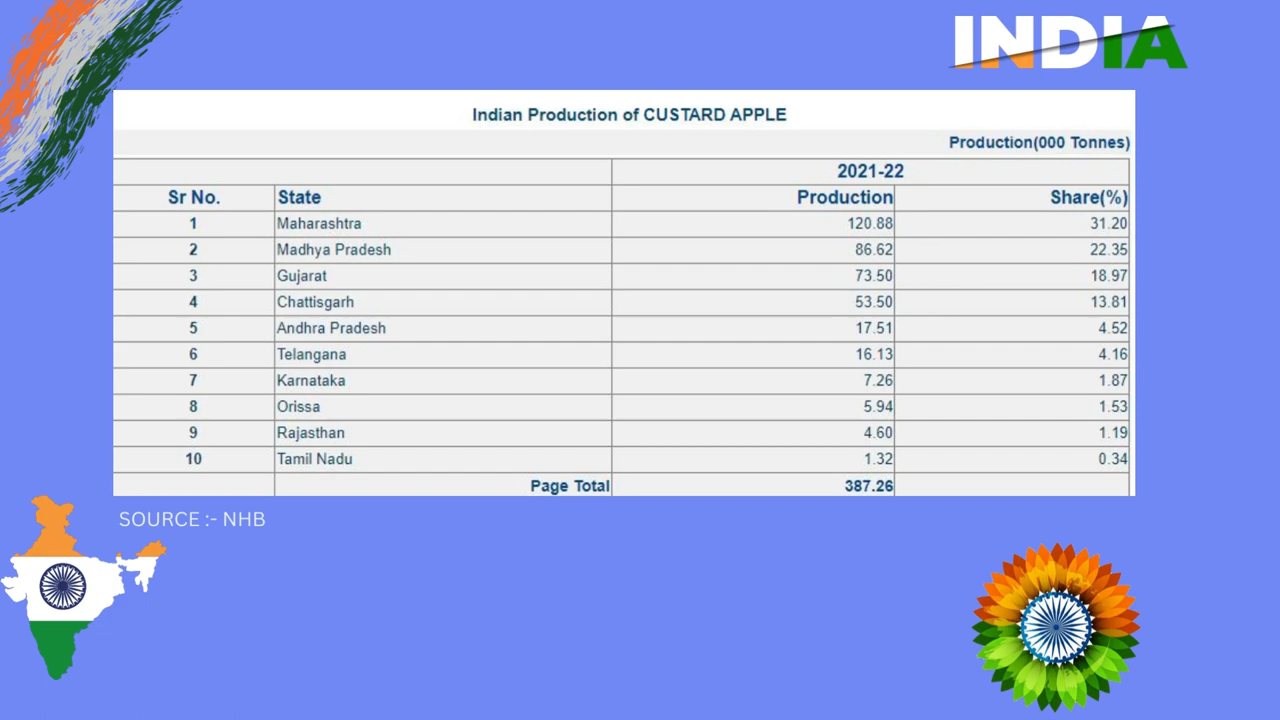 INDIA
Indian Production of CUSTARD APPLE
Production(000 Tonnes)
2021-22
Sr No. State Production Share(%)
1 Maharashtra 120.88 31.20
2 Madhya Pradesh 86.62 22.35
3 Gujarat 73.50 18.97
4 Chattisgarh 53.50 13.81
5 Andhra Pradesh 17.51 4.52
6 Telangana 16.13 4.16
7 Karnataka 7.26 1.87
8 Orissa 5.94 1.53
9 Rajasthan 4.60 1.19
10 Tamil Nadu 1.32 0.34
Page Total 387.26
SOURCE :- NHB